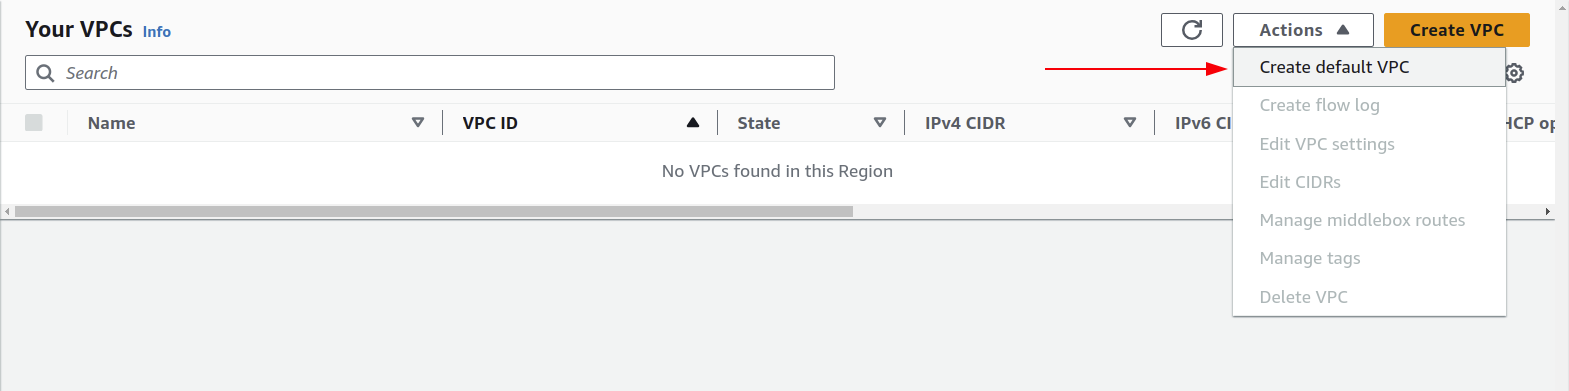 Your VPCs Info
Actions
Create VPC
Search
Create default VPC
Name
VPC ID
State
IPv4 CIDR
IPv6 CI
HCP op
No VPCs found in this Region
Create flow log
Edit VPC settings
Edit CIDRs
Manage middlebox routes
Manage tags
Delete VPC